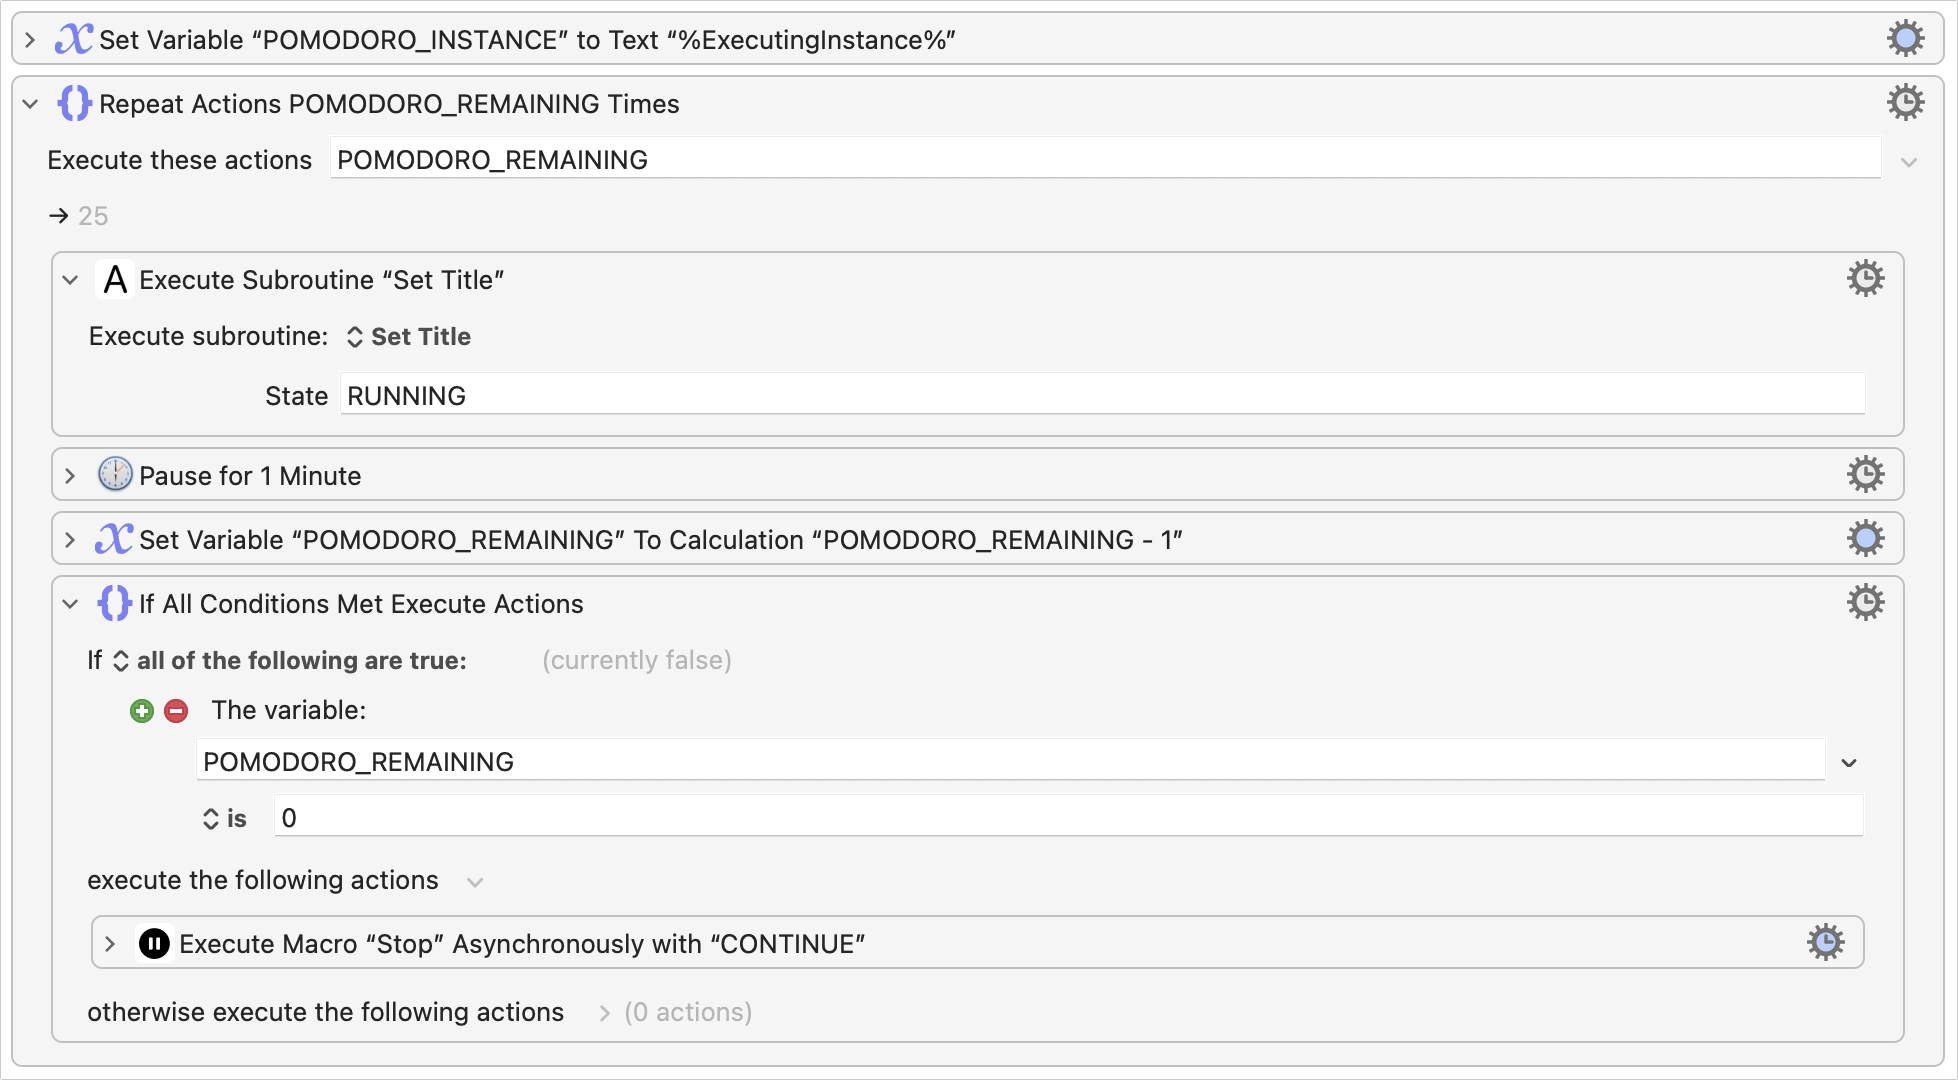 Set Variable “POMODORO_INSTANCE” to Text “%ExecutingInstance%”
Repeat Actions POMODORO_REMAINING Times
Execute these actions POMODORO_REMAINING
→ 25
A Execute Subroutine “Set Title”
Execute subroutine: Set Title
State RUNNING
Pause for 1 Minute
Set Variable “POMODORO_REMAINING” To Calculation “POMODORO_REMAINING - 1”
If All Conditions Met Execute Actions
If all of the following are true: (currently false)
The variable:
POMODORO_REMAINING
is 0
execute the following actions
Execute Macro “Stop” Asynchronously with “CONTINUE”
otherwise execute the following actions (0 actions)